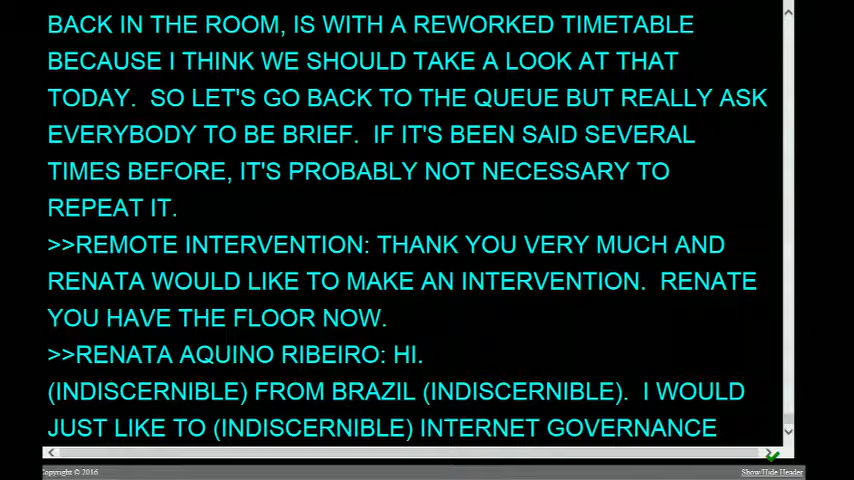 BACK IN THE ROOM, IS WITH A REWORKED TIMETABLE
BECAUSE I THINK WE SHOULD TAKE A LOOK AT THAT
TODAY.  SO LET'S GO BACK TO THE QUEUE BUT REALLY ASK
EVERYBODY TO BE BRIEF.  IF IT'S BEEN SAID SEVERAL
TIMES BEFORE, IT'S PROBABLY NOT NECESSARY TO
REPEAT IT.
>>REMOTE INTERVENTION: THANK YOU VERY MUCH AND
RENATA WOULD LIKE TO MAKE AN INTERVENTION.  RENATE
YOU HAVE THE FLOOR NOW.
>>RENATA AQUINO RIBEIRO: HI.
(INDISCERNIBLE) FROM BRAZIL (INDISCERNIBLE).  I WOULD
JUST LIKE TO (INDISCERNIBLE) INTERNET GOVERNANCE
opyright © 2016 Show/Hide Header